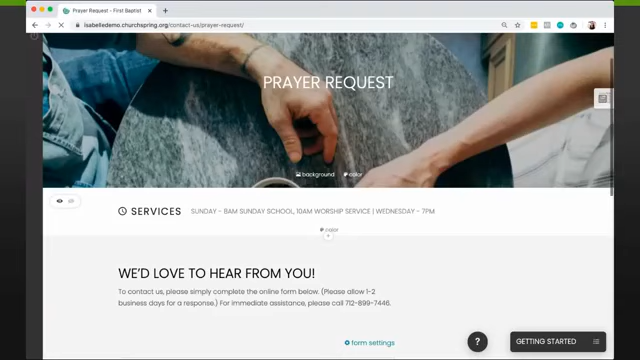 Prayer Request - First Baptist
isabelledemo.churchspring.org/contact-us/prayer-request/
PRAYER REQUEST
background color
SERVICES SUNDAY - 8AM SUNDAY SCHOOL, 10AM WORSHIP SERVICE | WEDNESDAY - 7PM
color
WE'D LOVE TO HEAR FROM YOU!
To contact us, please simply complete the online form below. (Please allow 1-2
business days for a response.) For immediate assistance, please call 712-899-7446.
form settings
?
GETTING STARTED